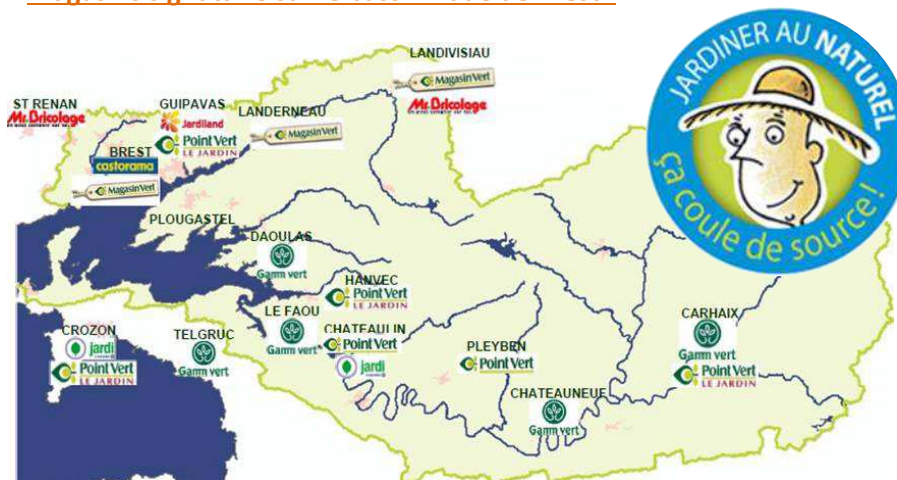 LANDIVISIAU
Magasin Vert
Mr.Bricolage
ST RENAN
Mr.Bricolage
GUIPAVAS
Jardiland
Point Vert
LE JARDIN
LANDERNEAU
Magasin Vert
BREST
castorama
Magasin Vert
PLOUGASTEL
DAOULAS
Gamm vert
HANVEC
Point Vert
LE JARDIN
LE FAOU
Gamm vert
CHATEAULIN
Point Vert
jardi
CROZON
jardi
Point Vert
LE JARDIN
TELGRUC
Gamm vert
PLEYBEN
Point Vert
CHATEAUNEUF
Gamm vert
CARHAIX
Gamm vert
Point Vert
LE JARDIN
JARDINER AU NATUREL
ça coule de source !